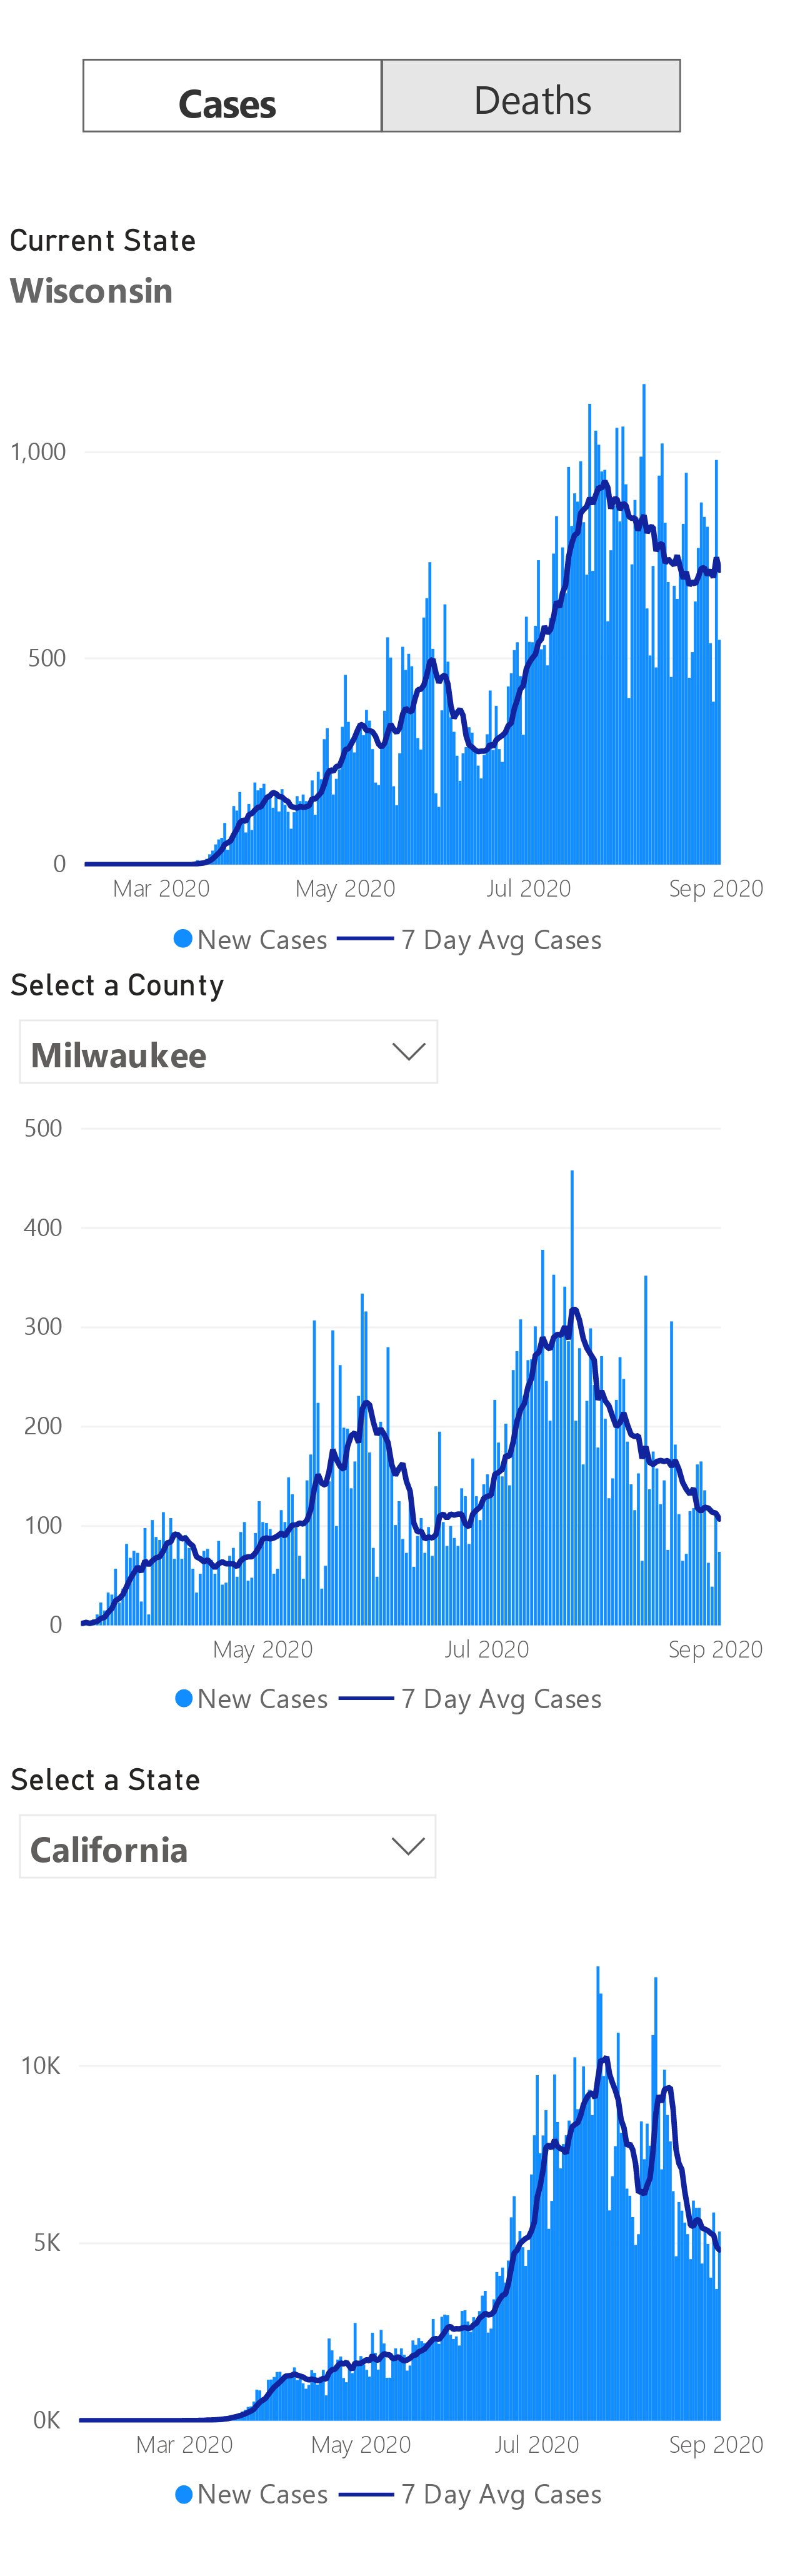 Cases Deaths
Current State
Wisconsin
1,000
500
0
Mar 2020 May 2020 Jul 2020 Sep 2020
New Cases 7 Day Avg Cases
Select a County
Milwaukee
500
400
300
200
100
0
May 2020 Jul 2020 Sep 2020
New Cases 7 Day Avg Cases
Select a State
California
10K
5K
0K
Mar 2020 May 2020 Jul 2020 Sep 2020
New Cases 7 Day Avg Cases